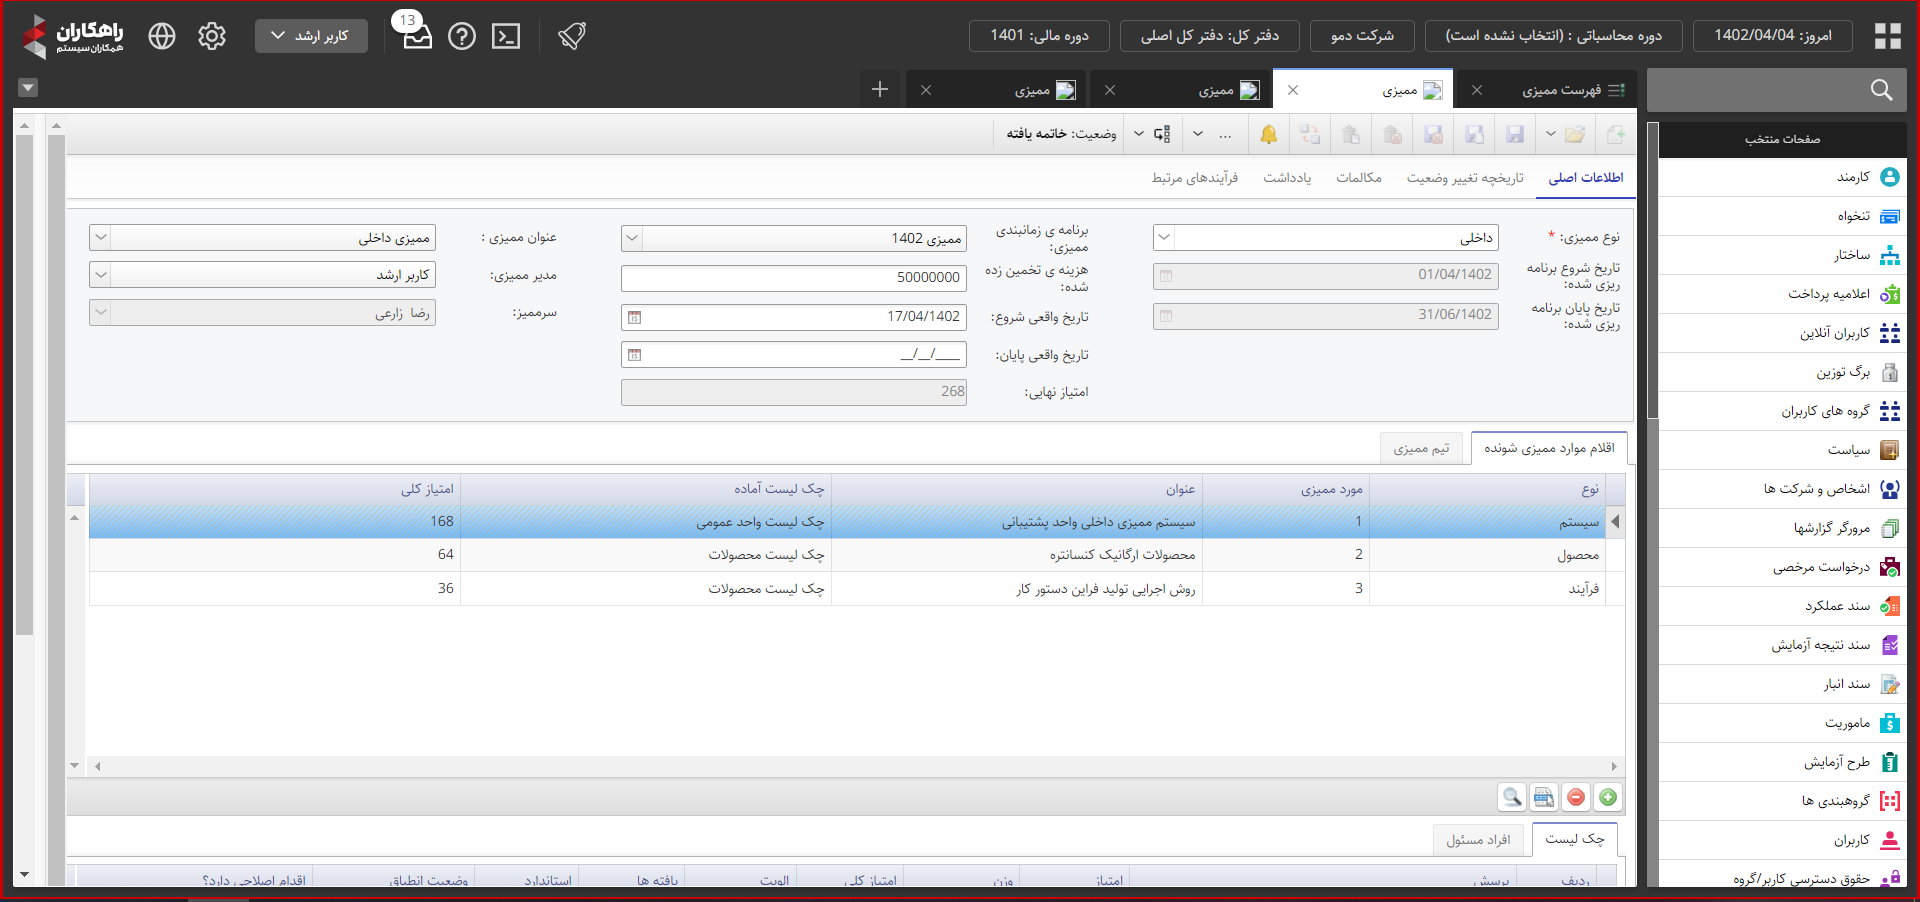 امروز: 1402/04/04
دوره محاسباتی : (انتخاب نشده است)
شرکت دمو
دفتر کل: دفتر کل اصلی
دوره مالی: 1401
13
کاربر ارشد
راهکاران
همکاران سیستم
فهرست ممیزی
ممیزی
ممیزی
ممیزی
صفحات منتخب
کارمند
تنخواه
ساختار
اعلامیه پرداخت
کاربران آنلاین
برگ توزین
گروه های کاربران
سیاست
اشخاص و شرکت ها
مرورگر گزارشها
درخواست مرخصی
سند عملکرد
سند نتیجه آزمایش
سند انبار
ماموریت
طرح آزمایش
گروهبندی ها
کاربران
حقوق دسترسی کاربر/گروه
... وضعیت: خاتمه یافته
اطلاعات اصلی
تاریخچه تغییر وضعیت
مکالمات
یادداشت
فرآیندهای مرتبط
نوع ممیزی: *
داخلی
برنامه ی زمانبندی
ممیزی:
ممیزی 1402
عنوان ممیزی :
ممیزی داخلی
تاریخ شروع برنامه
ریزی شده:
01/04/1402
هزینه ی تخمین زده
شده:
50000000
مدیر ممیزی:
کاربر ارشد
تاریخ پایان برنامه
ریزی شده:
31/06/1402
تاریخ واقعی شروع:
17/04/1402
سرممیز:
رضا زارعی
تاریخ واقعی پایان:
__/__/____
امتیاز نهایی:
268
اقلام موارد ممیزی شونده
تیم ممیزی
نوع مورد ممیزی عنوان چک لیست آماده امتیاز کلی
سیستم 1 سیستم ممیزی داخلی واحد پشتیبانی چک لیست واحد عمومی 168
محصول 2 محصولات ارگانیک کنسانتره چک لیست محصولات 64
فرآیند 3 روش اجرایی تولید فراین دستور کار چک لیست محصولات 36
چک لیست
افراد مسئول
ردیف پرسش امتیاز وزن امتیاز کلی الویت یافته ها استاندارد وضعیت انطباق اقدام اصلاحی دارد؟